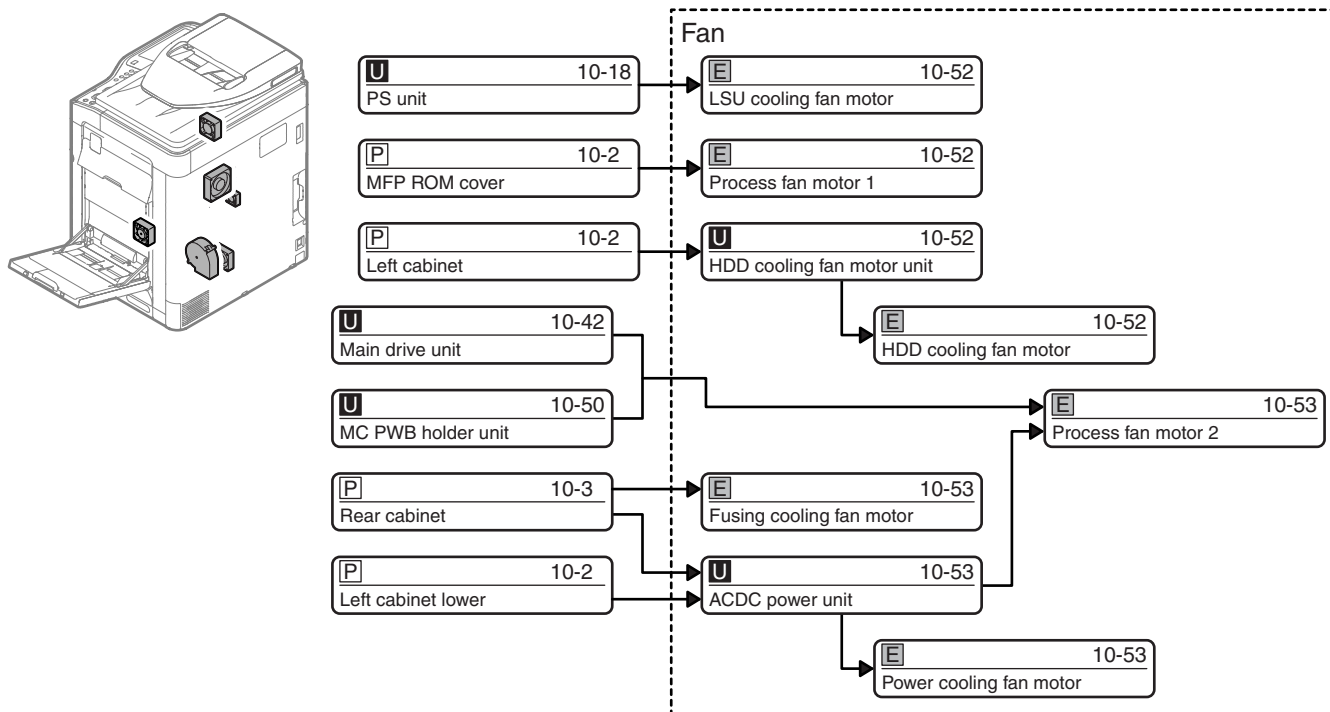 Fan
U 10-18
PS unit
E 10-52
LSU cooling fan motor
P 10-2
MFP ROM cover
E 10-52
Process fan motor 1
P 10-2
Left cabinet
U 10-52
HDD cooling fan motor unit
E 10-52
HDD cooling fan motor
U 10-42
Main drive unit
U 10-50
MC PWB holder unit
E 10-53
Process fan motor 2
P 10-3
Rear cabinet
E 10-53
Fusing cooling fan motor
P 10-2
Left cabinet lower
U 10-53
ACDC power unit
E 10-53
Power cooling fan motor